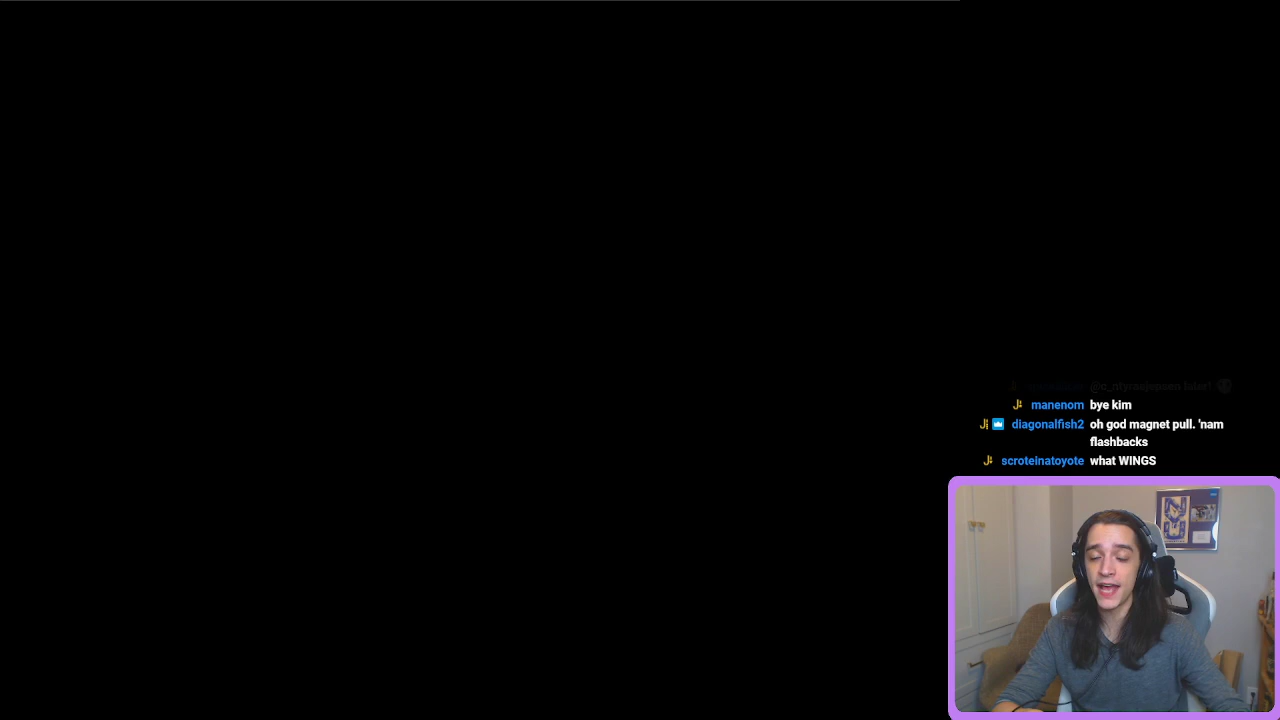 manenom bye kim
diagonalfish2 oh god magnet pull. 'nam
flashbacks
scroteinatoyote what WINGS